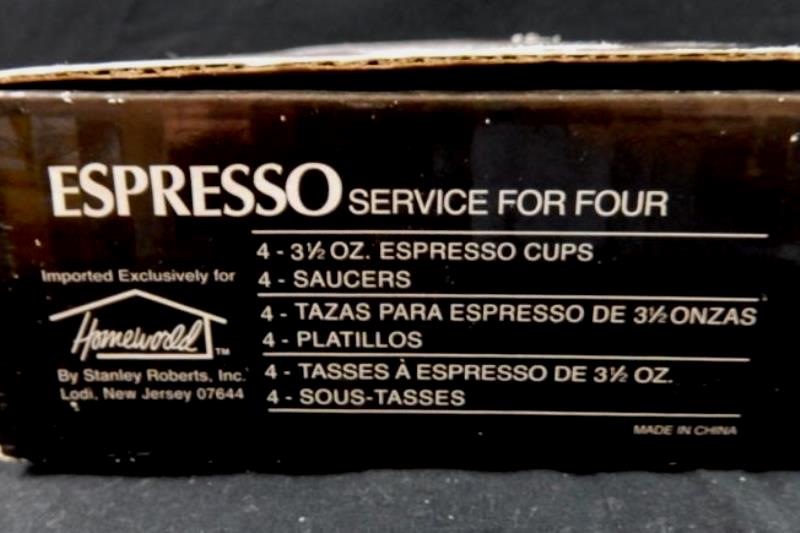 ESPRESSO SERVICE FOR FOUR
4 - 3½ OZ. ESPRESSO CUPS
4 - SAUCERS
4 - TAZAS PARA ESPRESSO DE 3½ ONZAS
4 - PLATILLOS
4 - TASSES À ESPRESSO DE 3½ OZ.
4 - SOUS-TASSES
Imported Exclusively for
Homeworld™
By Stanley Roberts, Inc.
Lodi, New Jersey 07644
MADE IN CHINA